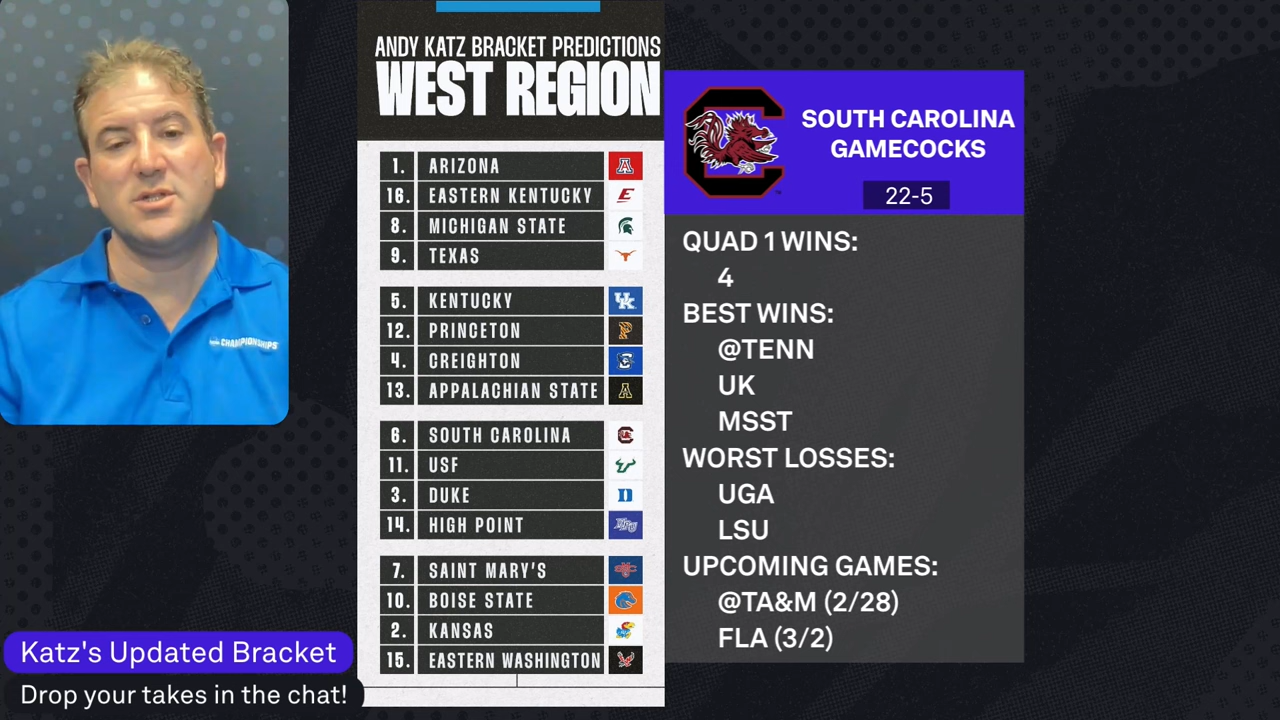 ANDY KATZ BRACKET PREDICTIONS
WEST REGION
1. ARIZONA
16. EASTERN KENTUCKY
8. MICHIGAN STATE
9. TEXAS
5. KENTUCKY
12. PRINCETON
4. CREIGHTON
13. APPALACHIAN STATE
6. SOUTH CAROLINA
11. USF
3. DUKE
14. HIGH POINT
7. SAINT MARY'S
10. BOISE STATE
2. KANSAS
15. EASTERN WASHINGTON
SOUTH CAROLINA
GAMECOCKS
22-5
QUAD 1 WINS:
4
BEST WINS:
@TENN
UK
MSST
WORST LOSSES:
UGA
LSU
UPCOMING GAMES:
@TA&M (2/28)
FLA (3/2)
CHAMPIONSHIPS
Katz's Updated Bracket
Drop your takes in the chat!